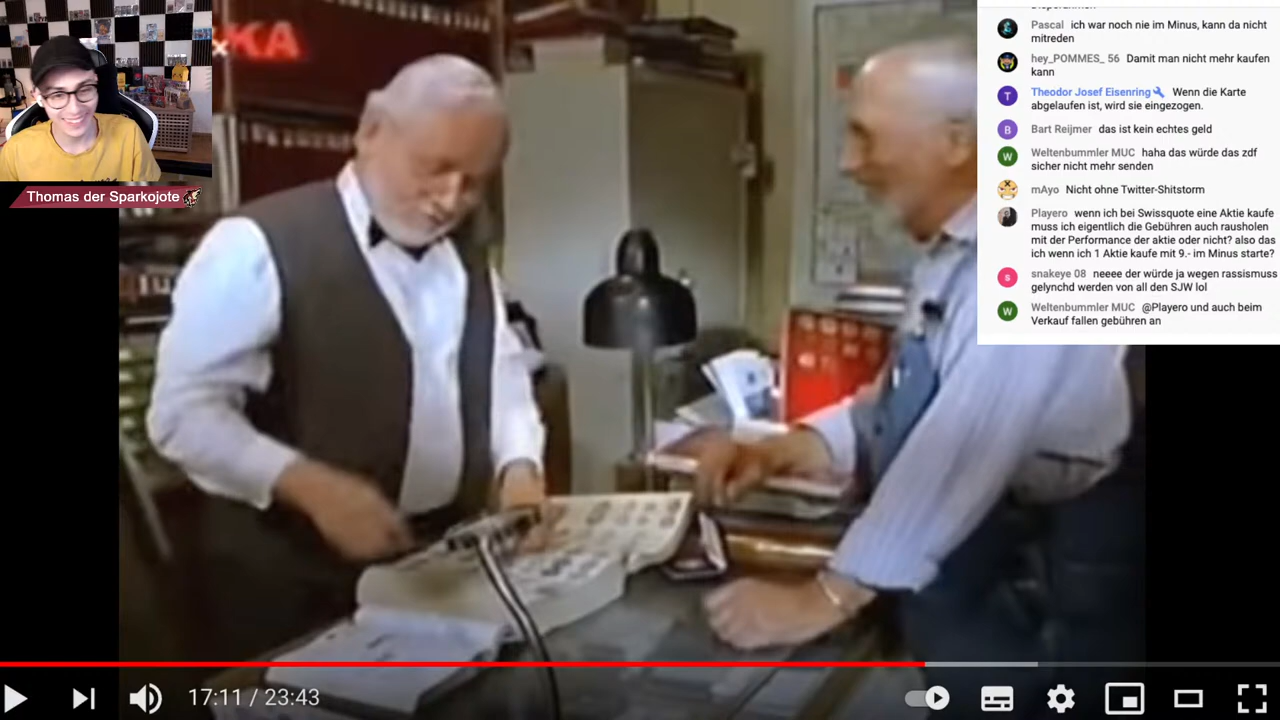 xKA
Thomas der Sparkojote
Pascal ich war noch nie im Minus, kann da nicht
mitreden
hey_POMMES_ 56 Damit man nicht mehr kaufen
kann
T Theodor Josef Eisenring Wenn die Karte
abgelaufen ist, wird sie eingezogen.
B Bart Reijmer das ist kein echtes geld
W Weltenbummler MUC haha das würde das zdf
sicher nicht mehr senden
mAyo Nicht ohne Twitter-Shitstorm
Playero wenn ich bei Swissquote eine Aktie kaufe
muss ich eigentlich die Gebühren auch rausholen
mit der Performance der aktie oder nicht? also das
ich wenn ich 1 Aktie kaufe mit 9.- im Minus starte?
s snakeye 08 neeee der würde ja wegen rassismuss
gelynchd werden von all den SJW lol
W Weltenbummler MUC @Playero und auch beim
Verkauf fallen gebühren an
17:11 / 23:43